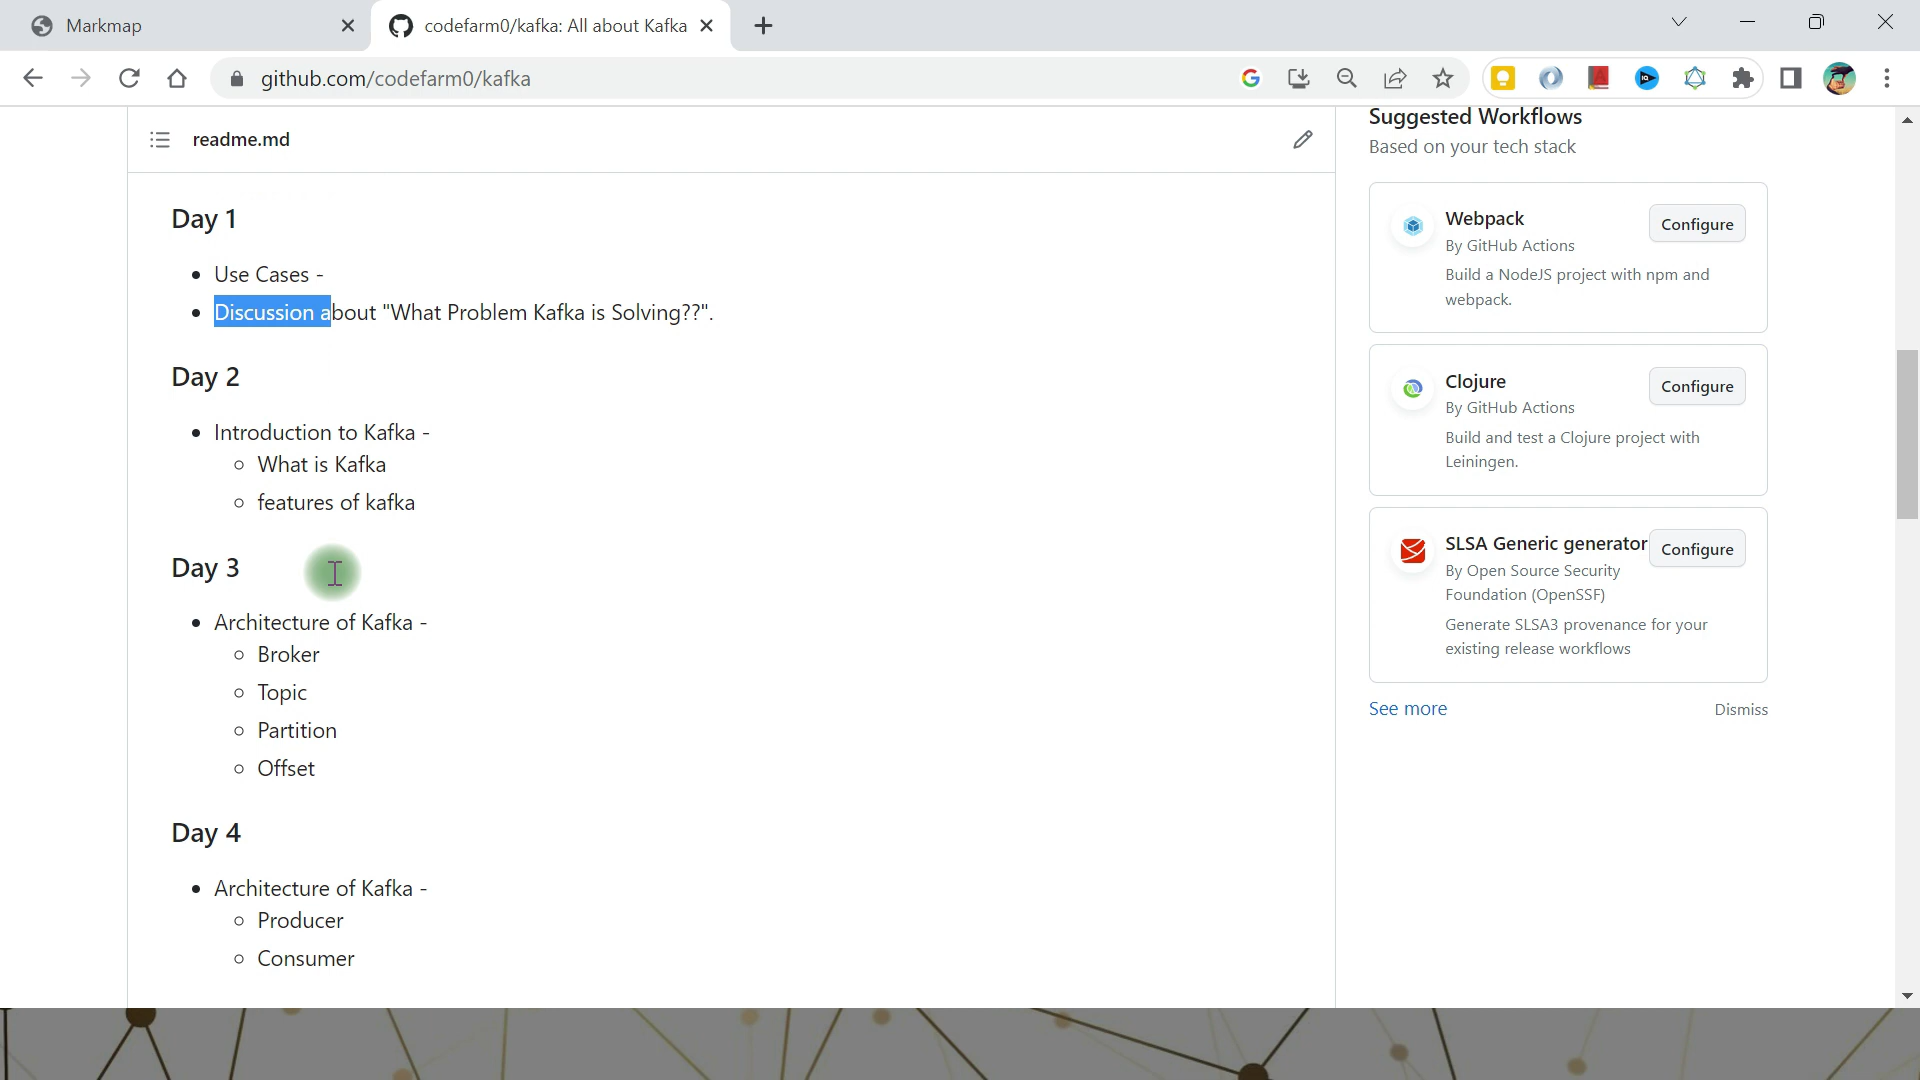 Markmap
codefarm0/kafka: All about Kafka
github.com/codefarm0/kafka
readme.md
Day 1
Use Cases -
Discussion about "What Problem Kafka is Solving??".
Day 2
Introduction to Kafka -
What is Kafka
features of kafka
Day 3
Architecture of Kafka -
Broker
Topic
Partition
Offset
Day 4
Architecture of Kafka -
Producer
Consumer
Suggested Workflows
Based on your tech stack
Webpack
Configure
By GitHub Actions
Build a NodeJS project with npm and
webpack.
Clojure
Configure
By GitHub Actions
Build and test a Clojure project with
Leiningen.
SLSA Generic generator
Configure
By Open Source Security
Foundation (OpenSSF)
Generate SLSA3 provenance for your
existing release workflows
See more
Dismiss